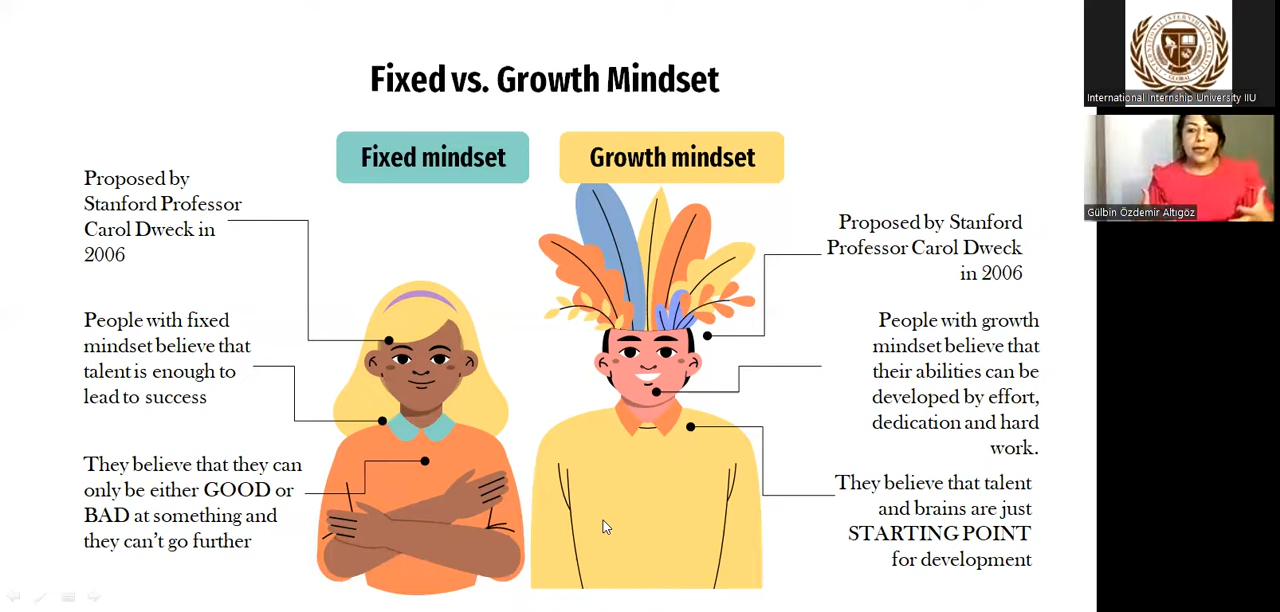 Fixed vs. Growth Mindset
Fixed mindset
Growth mindset
Proposed by
Stanford Professor
Carol Dweck in
2006
People with fixed
mindset believe that
talent is enough to
lead to success
They believe that they can
only be either GOOD or
BAD at something and
they can't go further
Proposed by Stanford
Professor Carol Dweck
in 2006
People with growth
mindset believe that
their abilities can be
developed by effort,
dedication and hard
work.
They believe that talent
and brains are just
STARTING POINT
for development
INTERNATIONAL INTERNSHIP UNIVERSITY
GLOBAL
International Internship University IIU
Gülbin Özdemir Altıgöz